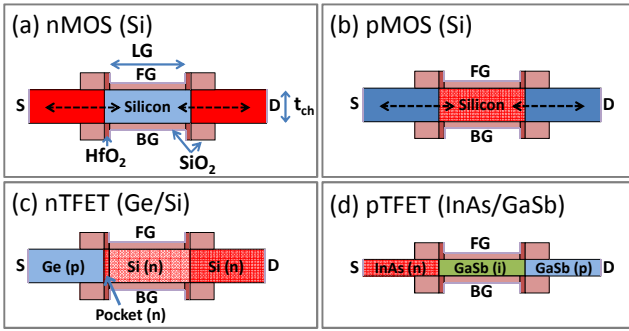 (a) nMOS (Si)
LG
FG
S
Silicon
D
t_ch
HfO₂
BG
SiO₂
(b) pMOS (Si)
FG
S
Silicon
D
BG
(c) nTFET (Ge/Si)
FG
S
Ge (p)
Si (n)
Si (n)
D
BG
Pocket (n)
(d) pTFET (InAs/GaSb)
FG
S
InAs (n)
GaSb (i)
GaSb (p)
D
BG